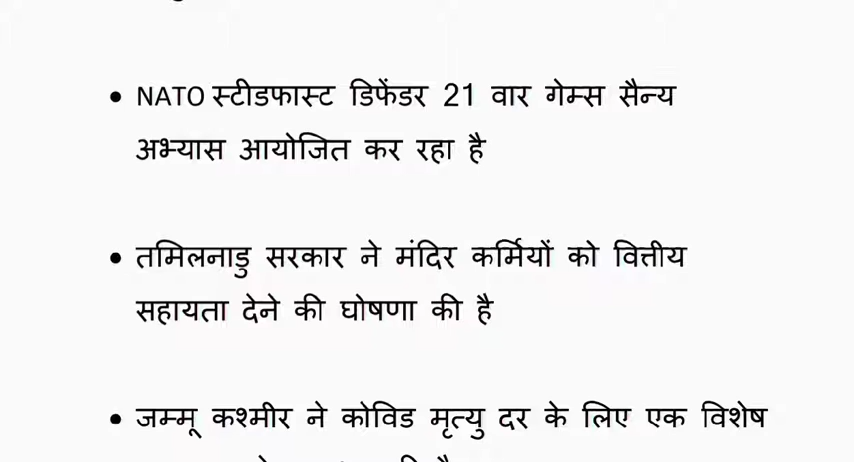 • NATO स्टीडफास्ट डिफेंडर 21 वार गेम्स सैन्य
अभ्यास आयोजित कर रहा है
• तमिलनाडु सरकार ने मंदिर कर्मियों को वित्तीय
सहायता देने की घोषणा की है
• जम्मू कश्मीर ने कोविड मृत्यु दर के लिए एक विशेष